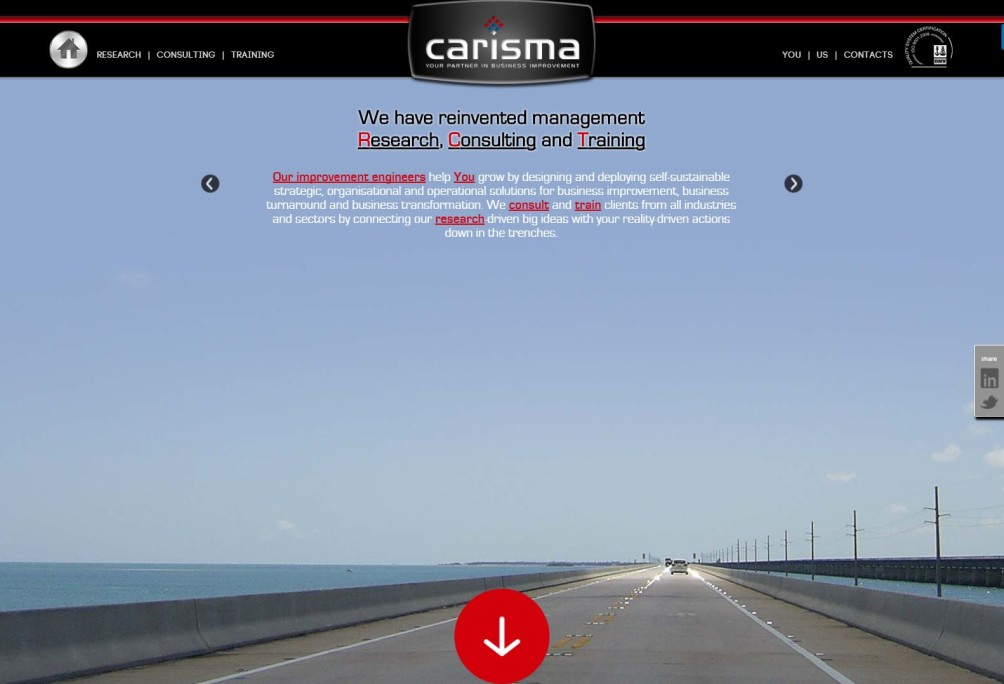 RESEARCH | CONSULTING | TRAINING
carisma
YOUR PARTNER IN BUSINESS IMPROVEMENT
YOU | US | CONTACTS
We have reinvented management
Research, Consulting and Training
Our improvement engineers help You grow by designing and deploying self-sustainable
strategic, organisational and operational solutions for business improvement, business
turnaround and business transformation. We consult and train clients from all industries
and sectors by connecting our research-driven big ideas with your reality-driven actions
down in the trenches.
share
in